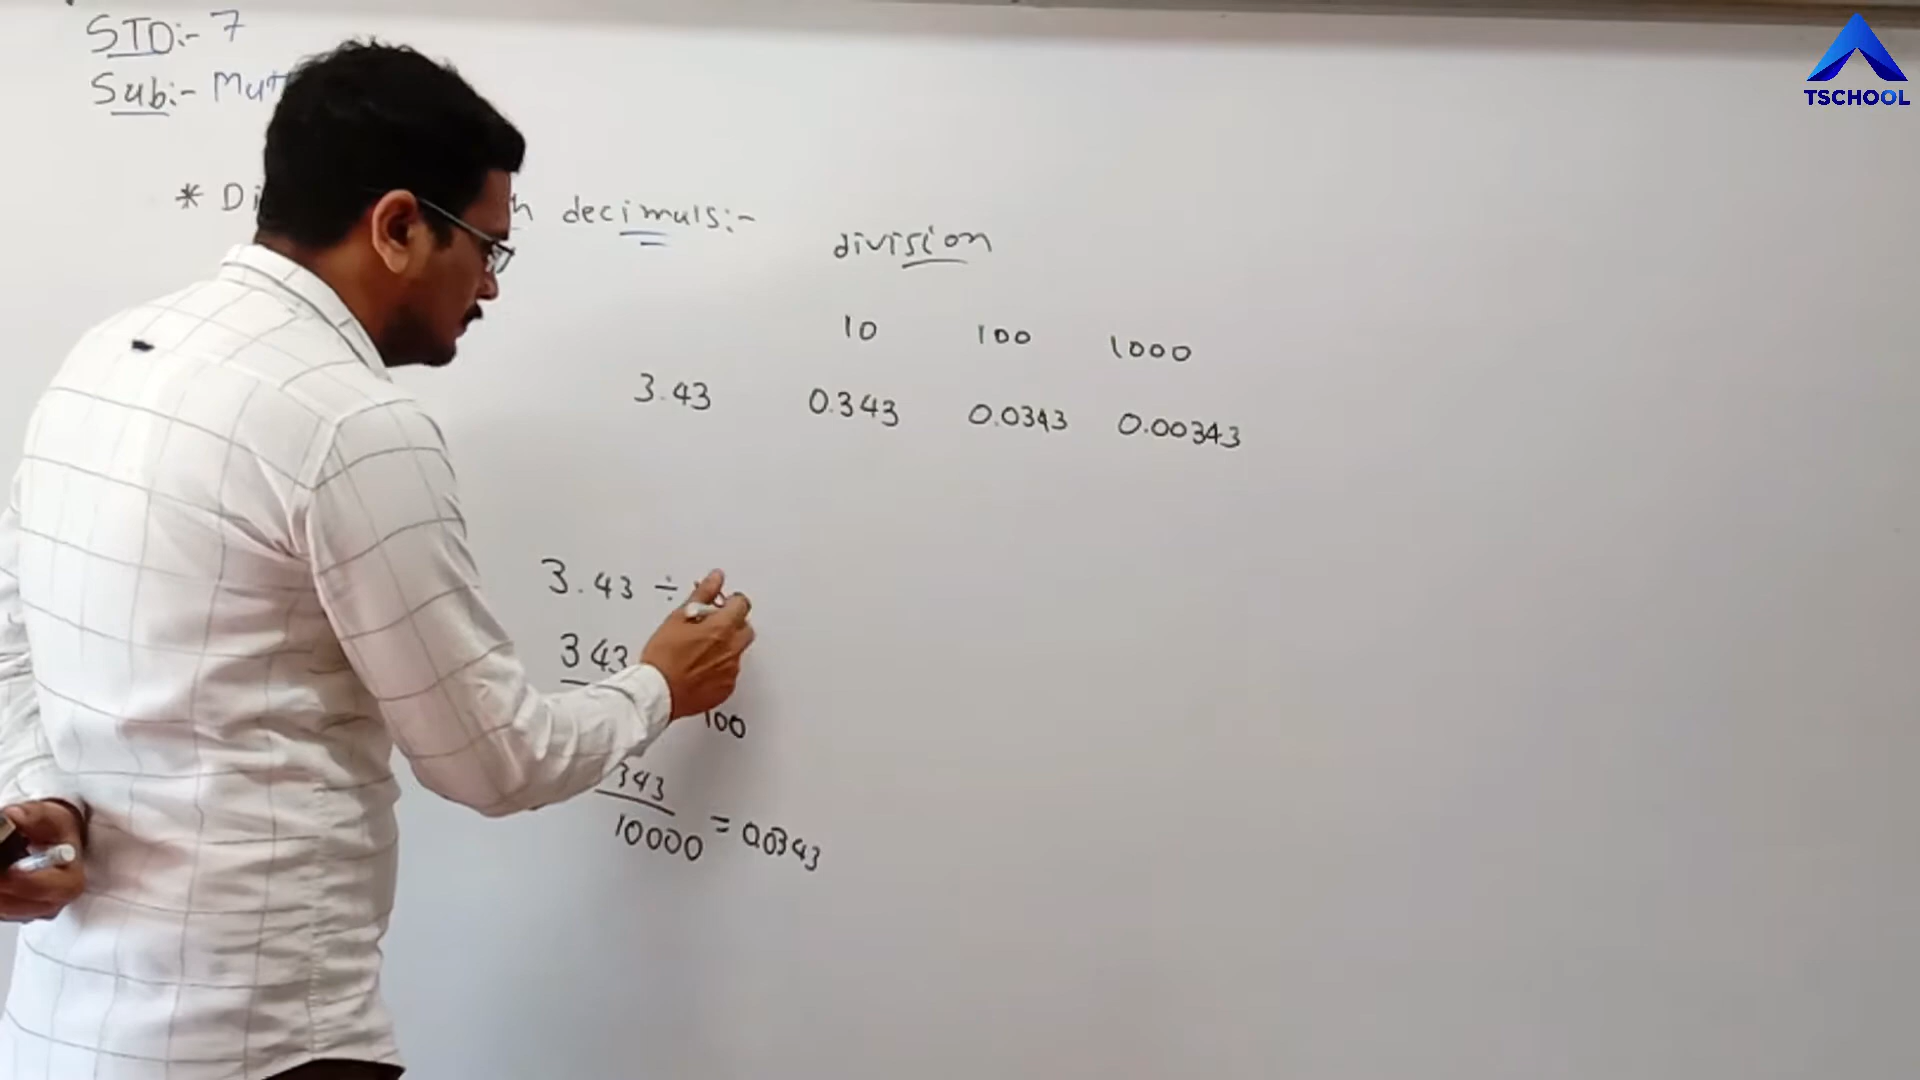 STD:- 7
Sub:-
TSCHOOL
* decimals:-
division
10 100 1000
3.43 0.343 0.0343 0.00343
3.43 ÷
343
100
343
10000 = 0.0343